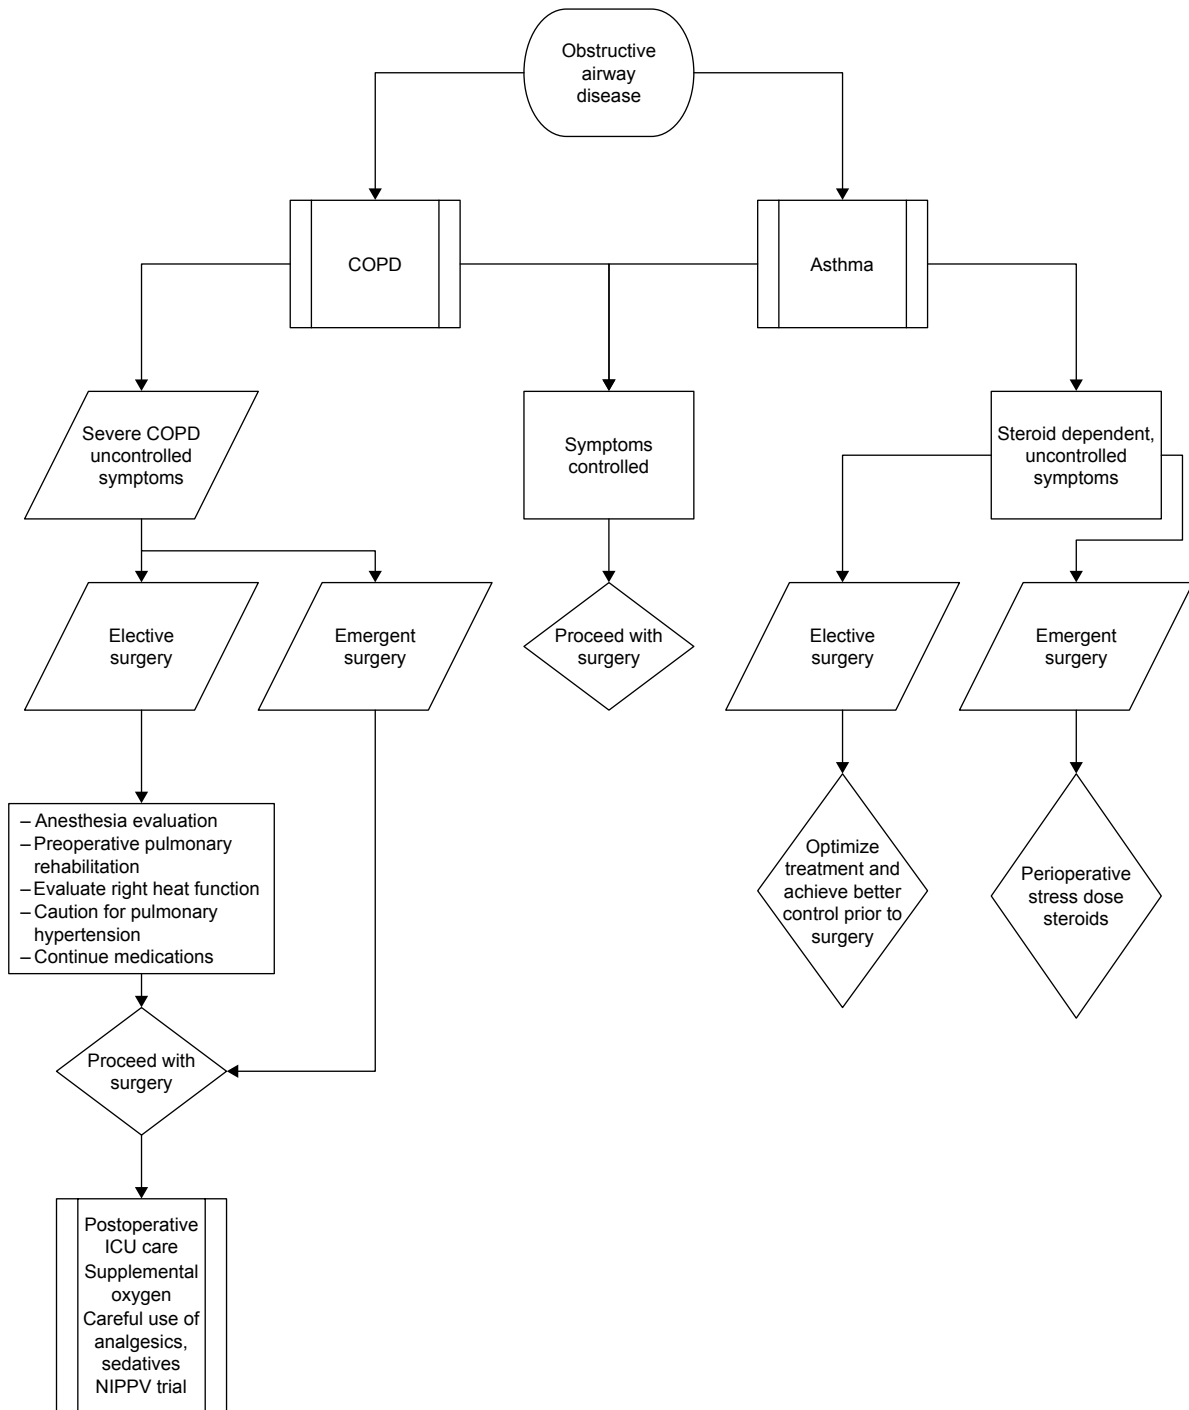 Obstructive
airway
disease
COPD
Asthma
Severe COPD
uncontrolled
symptoms
Symptoms
controlled
Steroid dependent,
uncontrolled
symptoms
Elective
surgery
Emergent
surgery
Proceed with
surgery
Elective
surgery
Emergent
surgery
– Anesthesia evaluation
– Preoperative pulmonary
rehabilitation
– Evaluate right heat function
– Caution for pulmonary
hypertension
– Continue medications
Optimize
treatment and
achieve better
control prior to
surgery
Perioperative
stress dose
steroids
Proceed with
surgery
Postoperative
ICU care
Supplemental
oxygen
Careful use of
analgesics,
sedatives
NIPPV trial